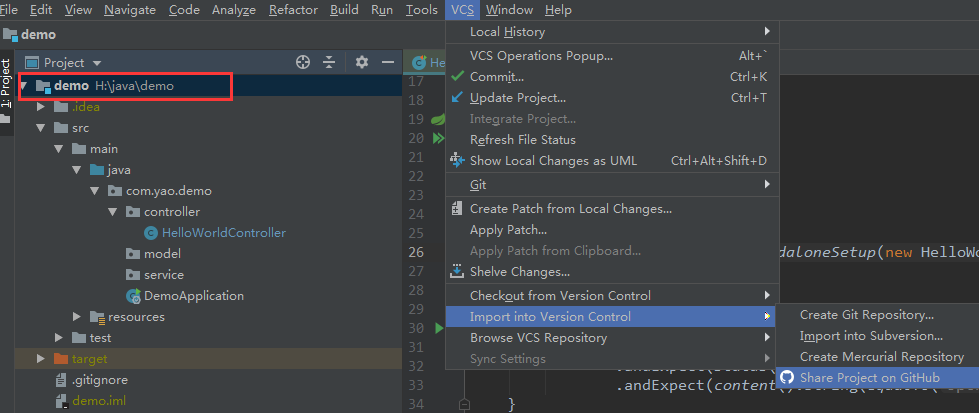 File Edit View Navigate Code Analyze Refactor Build Run Tools VCS Window Help
demo
1: Project
Project
demo H:\java\demo
.idea
src
main
java
com.yao.demo
controller
HelloWorldController
model
service
DemoApplication
resources
test
target
.gitignore
demo.iml
He
17
18
19
20
21
22
23
24
25
26
27
28
29
30
31
32
33
34
Local History
VCS Operations Popup... Alt+`
Commit... Ctrl+K
Update Project... Ctrl+T
Integrate Project...
Refresh File Status
Show Local Changes as UML Ctrl+Alt+Shift+D
Git
Create Patch from Local Changes...
Apply Patch...
Apply Patch from Clipboard...
Shelve Changes...
Checkout from Version Control
Import into Version Control
Browse VCS Repository
Sync Settings
daloneSetup(new HelloWo
Create Git Repository...
Import into Subversion...
Create Mercurial Repository
Share Project on GitHub
.andExpect(content
}